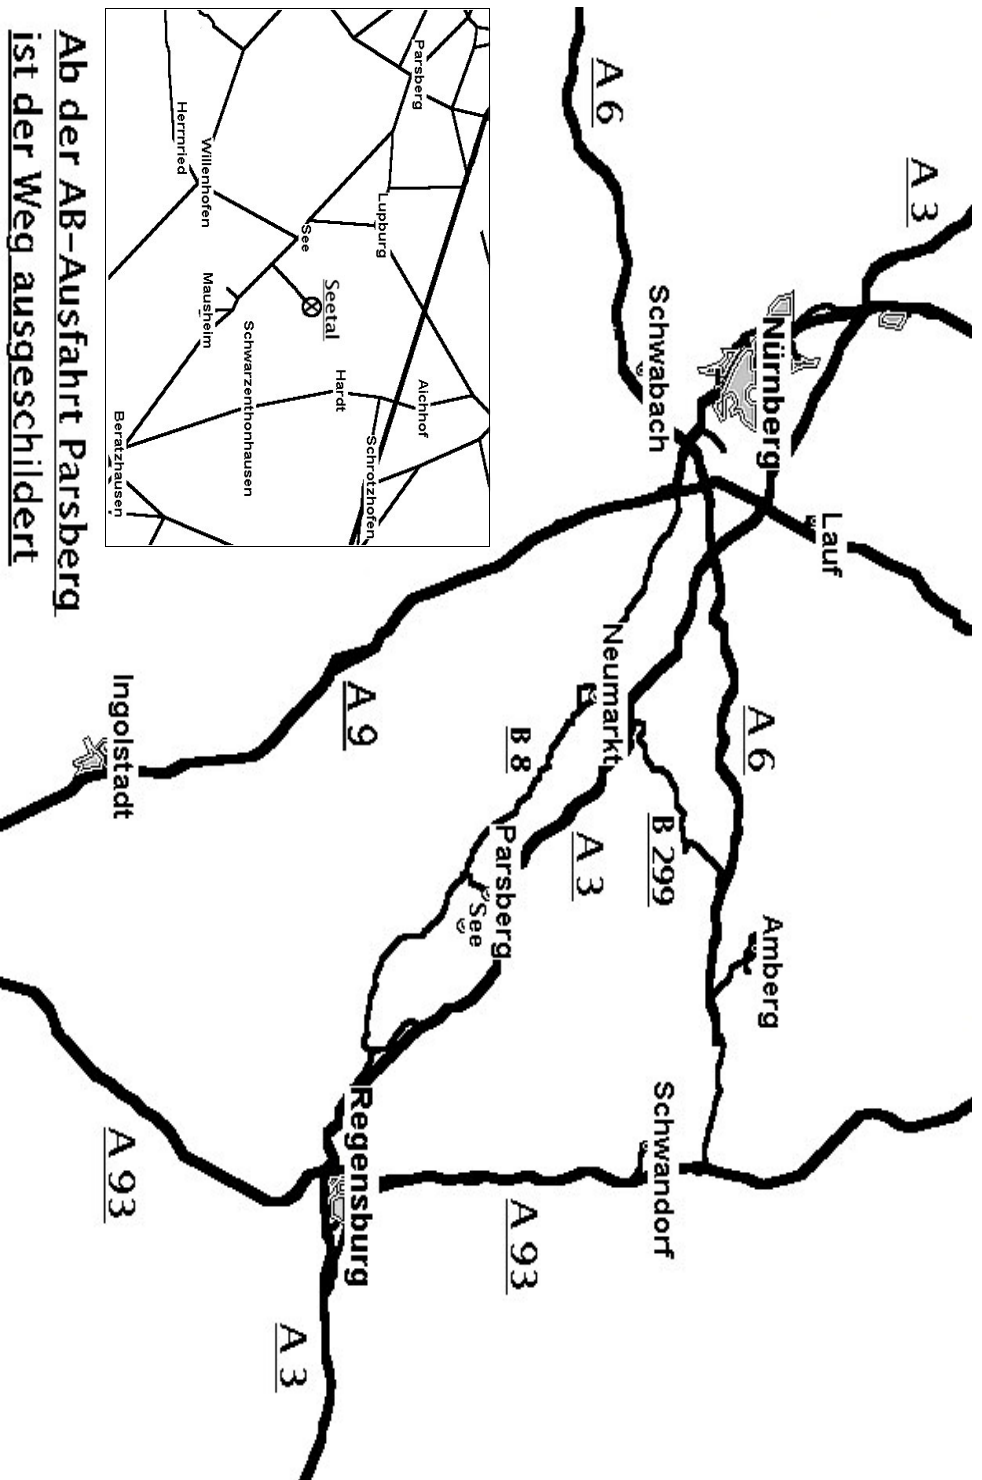 A 3
A 6
Nürnberg
Schwabach
Lauf
Amberg
A 6
Neumarkt
B 299
Schwandorf
A 3
B 8
Parsberg
See
A 93
A 9
Regensburg
A 3
Ingolstadt
A 93
Parsberg
Lupburg
Aichhof
Schrotzhofen
Hardt
Seetal
See
Schwarzenthonhausen
Willenhofen
Mausheim
Herrnried
Beratzhausen
Ab der AB-Ausfahrt Parsberg
ist der Weg ausgeschildert